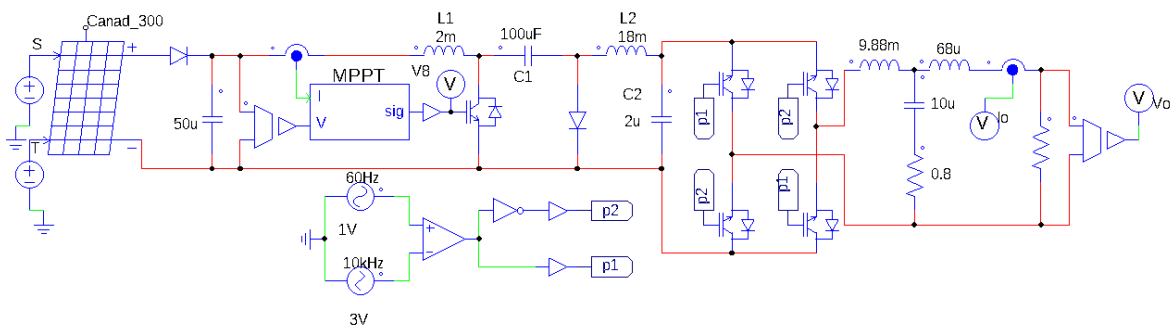 Canad_300
S
+
T
−
50u
MPPT
I
V
sig
V8
V
L1
2m
100uF
C1
L2
18m
C2
2u
p1
p2
p2
p1
9.88m
68u
10u
0.8
V
Io
V
Vo
60Hz
1V
10kHz
3V
+
−
p2
p1